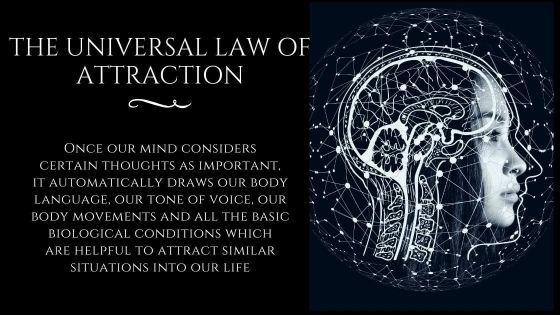 THE UNIVERSAL LAW OF
ATTRACTION
ONCE OUR MIND CONSIDERS
CERTAIN THOUGHTS AS IMPORTANT,
IT AUTOMATICALLY DRAWS OUR BODY
LANGUAGE, OUR TONE OF VOICE, OUR
BODY MOVEMENTS AND ALL THE BASIC
BIOLOGICAL CONDITIONS WHICH
ARE HELPFUL TO ATTRACT SIMILAR
SITUATIONS INTO OUR LIFE